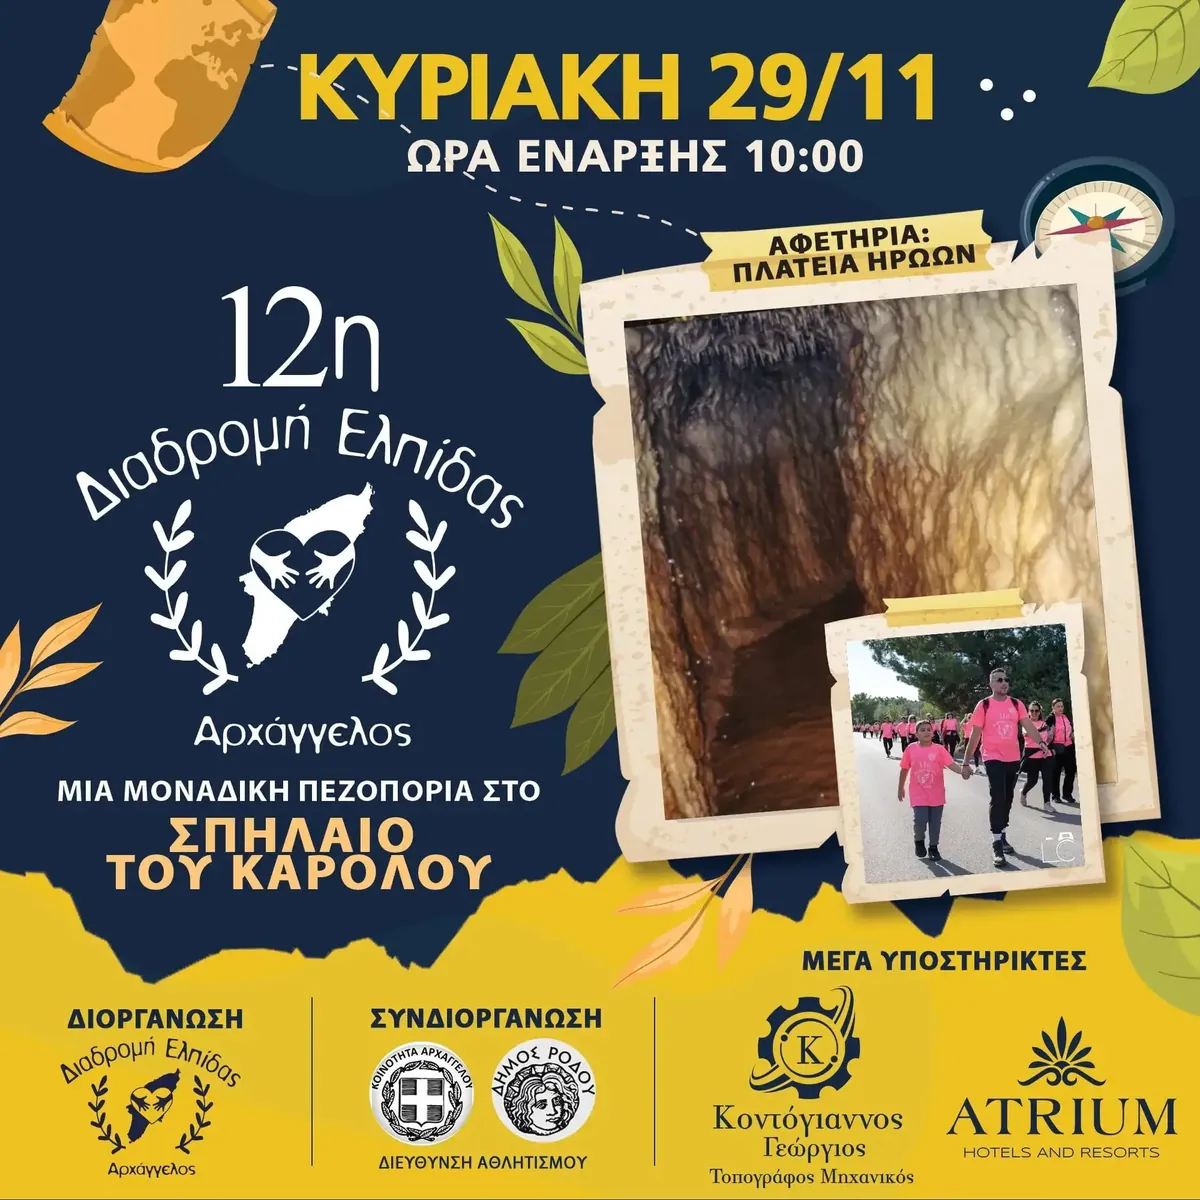 ΚΥΡΙΑΚΗ 29/11
ΩΡΑ ΕΝΑΡΞΗΣ 10:00
ΑΦΕΤΗΡΙΑ:
ΠΛΑΤΕΙΑ ΗΡΩΩΝ
12η
Διαδρομή Ελπίδας
Αρχάγγελος
ΜΙΑ ΜΟΝΑΔΙΚΗ ΠΕΖΟΠΟΡΙΑ ΣΤΟ
ΣΠΗΛΑΙΟ
ΤΟΥ ΚΑΡΟΛΟΥ
ΔΙΟΡΓΑΝΩΣΗ
Διαδρομή Ελπίδας
Αρχάγγελος
ΣΥΝΔΙΟΡΓΑΝΩΣΗ
ΚΟΙΝΟΤΗΤΑ ΑΡΧΑΓΓΕΛΟΥ
ΔΗΜΟΣ ΡΟΔΟΥ
ΔΙΕΥΘΥΝΣΗ ΑΘΛΗΤΙΣΜΟΥ
ΜΕΓΑ ΥΠΟΣΤΗΡΙΚΤΕΣ
Κ
Κοντόγιαννος
Γεώργιος
Τοπογράφος Μηχανικός
ATRIUM
HOTELS AND RESORTS